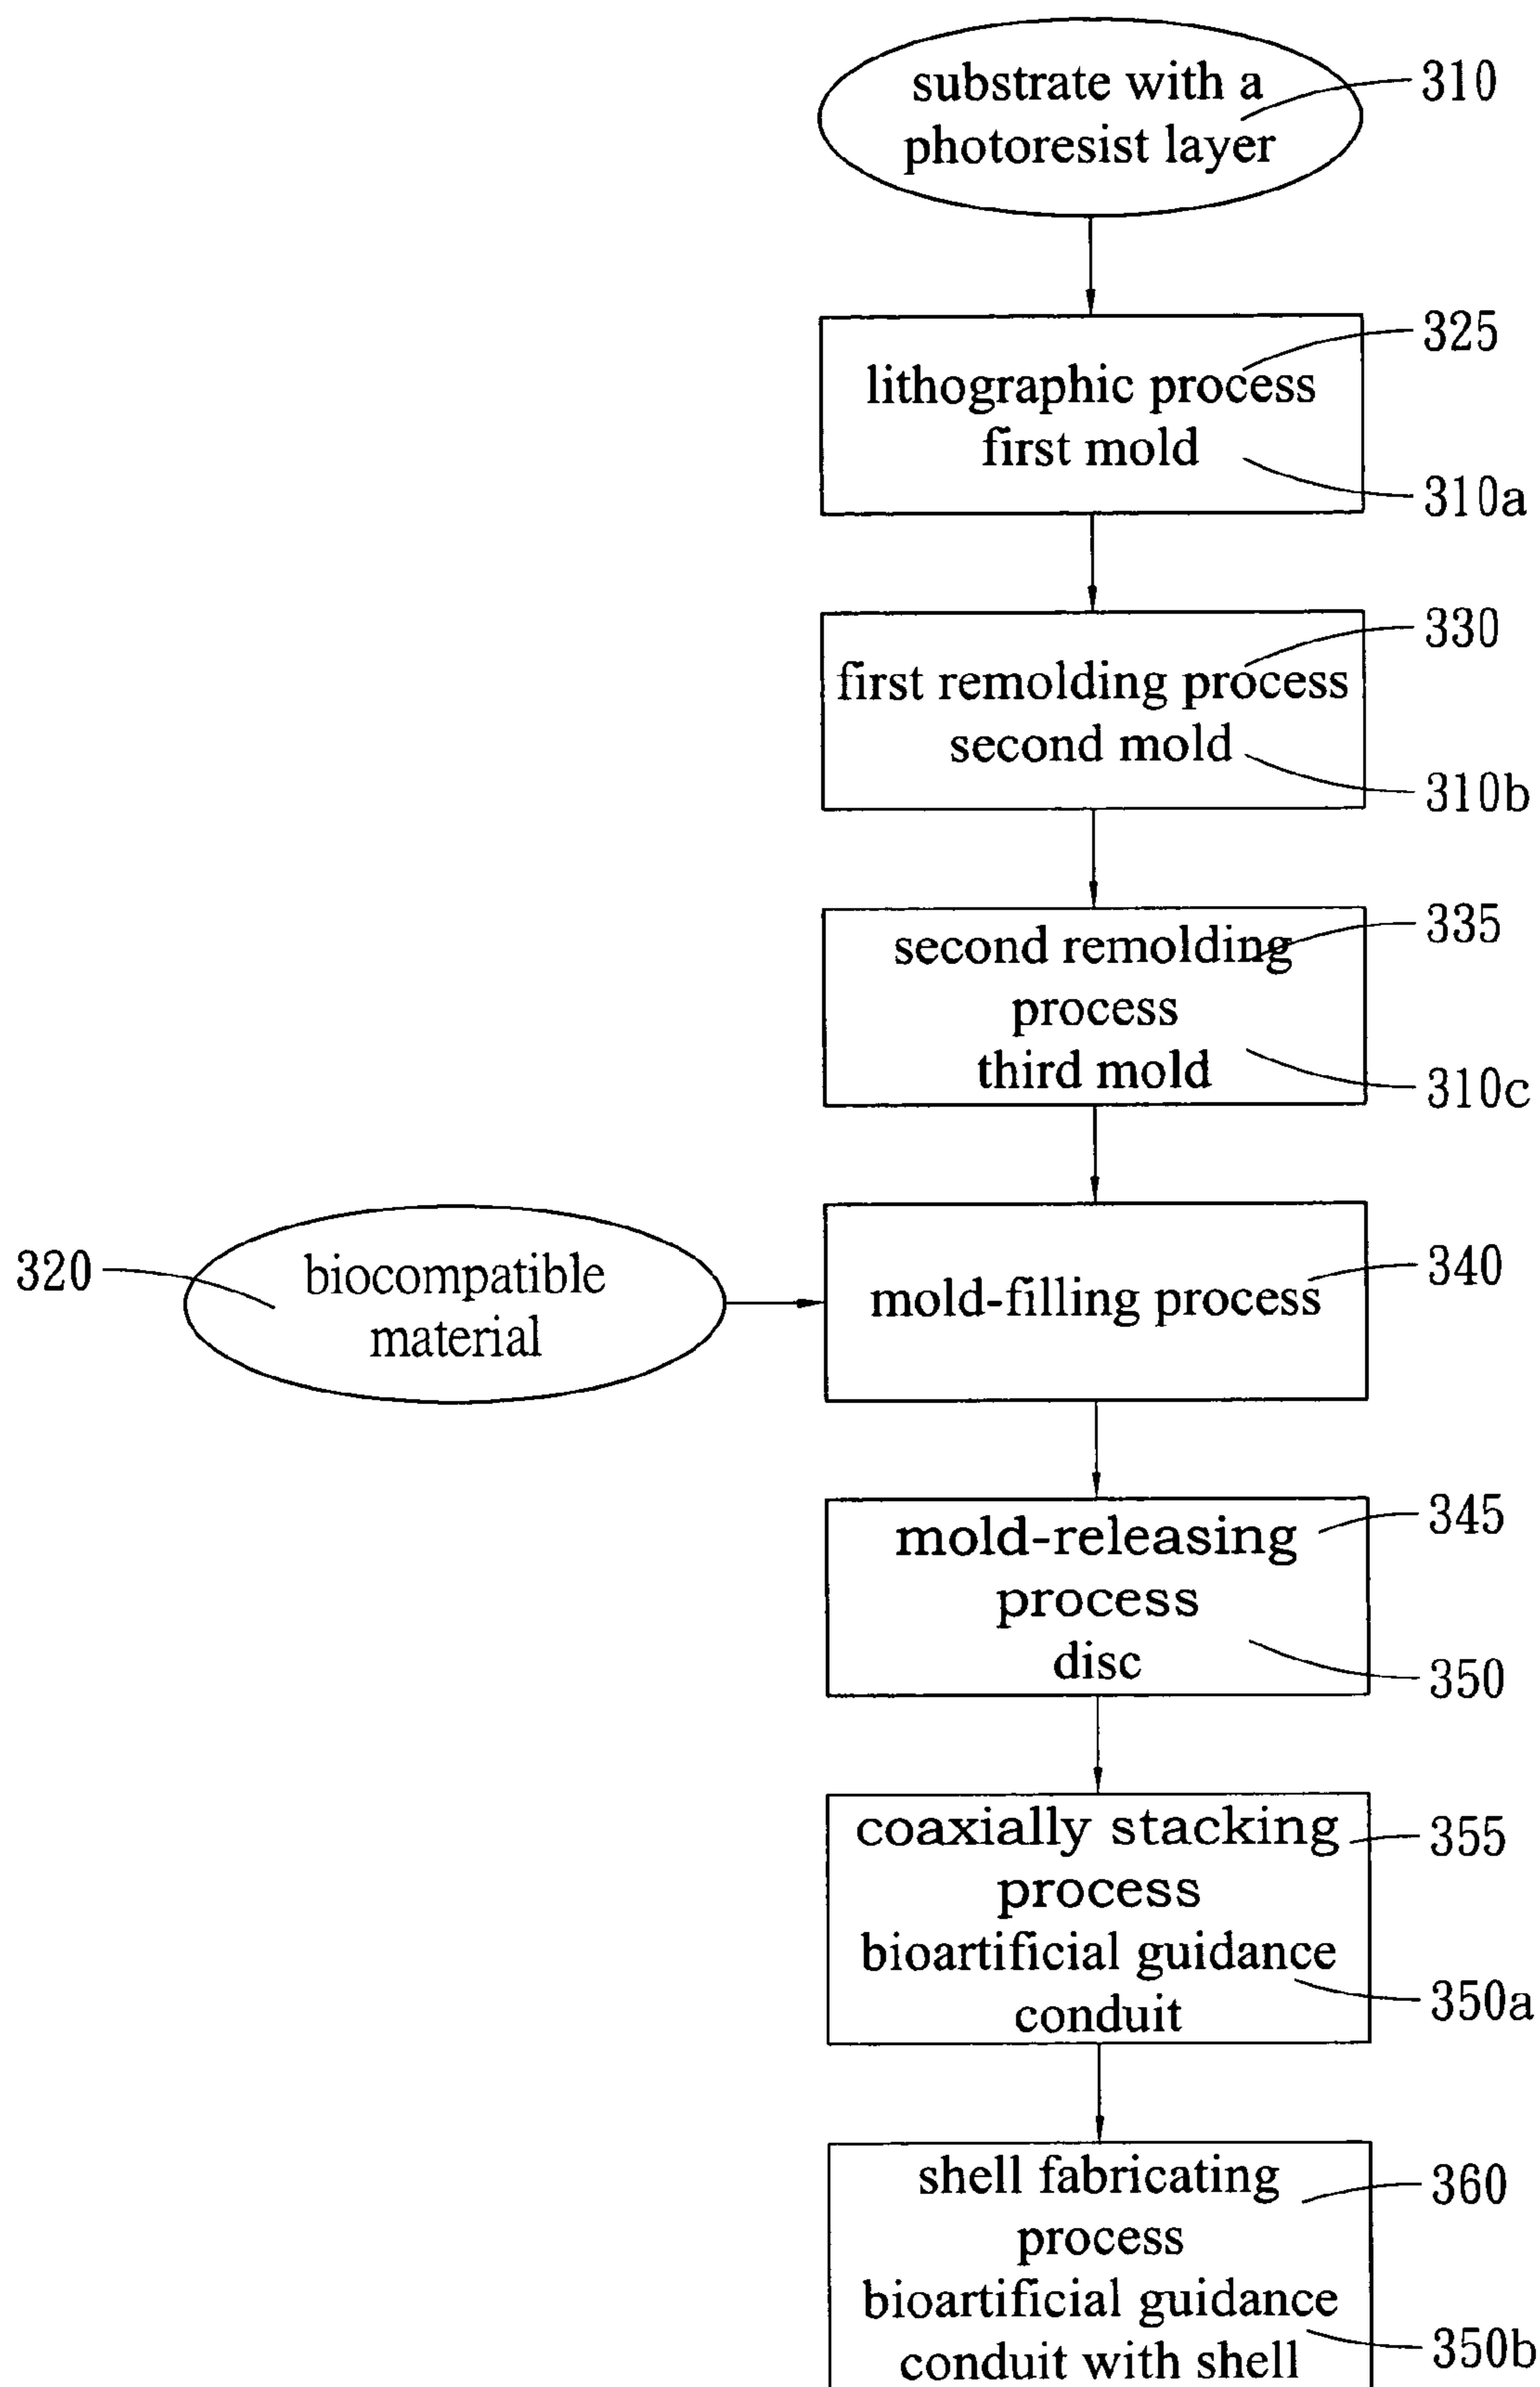 substrate with a
photoresist layer
310
325
lithographic process
first mold
310a
330
first remolding process
second mold
310b
335
second remolding
process
third mold
310c
320
biocompatible
material
340
mold-filling process
345
mold-releasing
process
disc
350
coaxially stacking
355
process
bioartificial guidance
350a
conduit
shell fabricating
360
process
bioartificial guidance
350b
conduit with shell